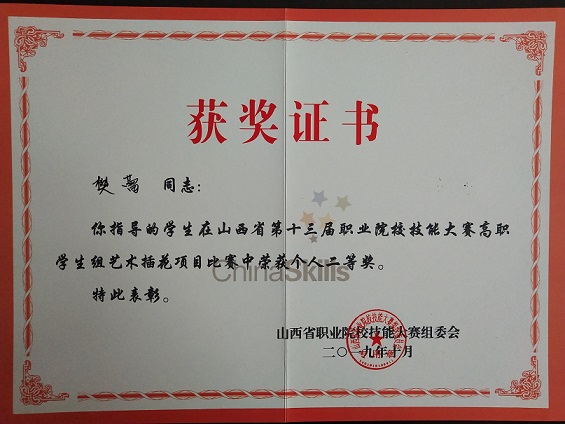 获奖证书
樊 同志:
你指导的学生在山西省第十三届职业院校技能大赛高职
学生组艺术插花项目比赛中荣获个人二等奖。
特此表彰。
ChinaSkills
山西省职业院校技能大赛组委会
二〇一九年十月